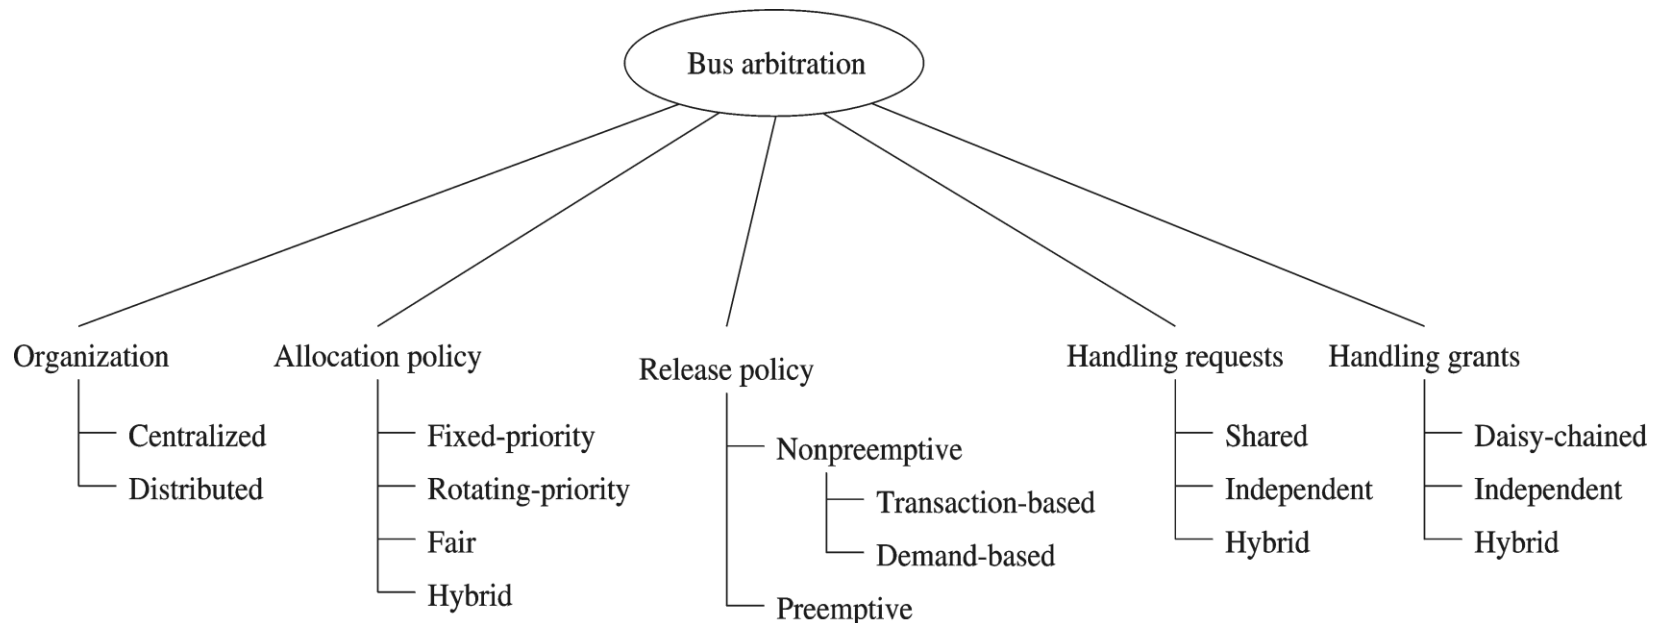 Bus arbitration
Organization
Centralized
Distributed
Allocation policy
Fixed-priority
Rotating-priority
Fair
Hybrid
Release policy
Nonpreemptive
Transaction-based
Demand-based
Preemptive
Handling requests
Shared
Independent
Hybrid
Handling grants
Daisy-chained
Independent
Hybrid